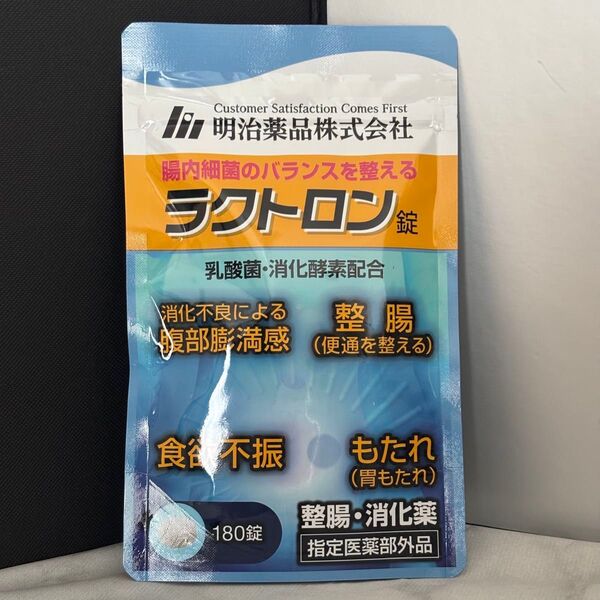 Customer Satisfaction Comes First
明治薬品株式会社
腸内細菌のバランスを整える
ラクトロン錠
乳酸菌・消化酵素配合
消化不良による
腹部膨満感
整腸
(便通を整える)
食欲不振
もたれ
(胃もたれ)
180錠
整腸・消化薬
指定医薬部外品